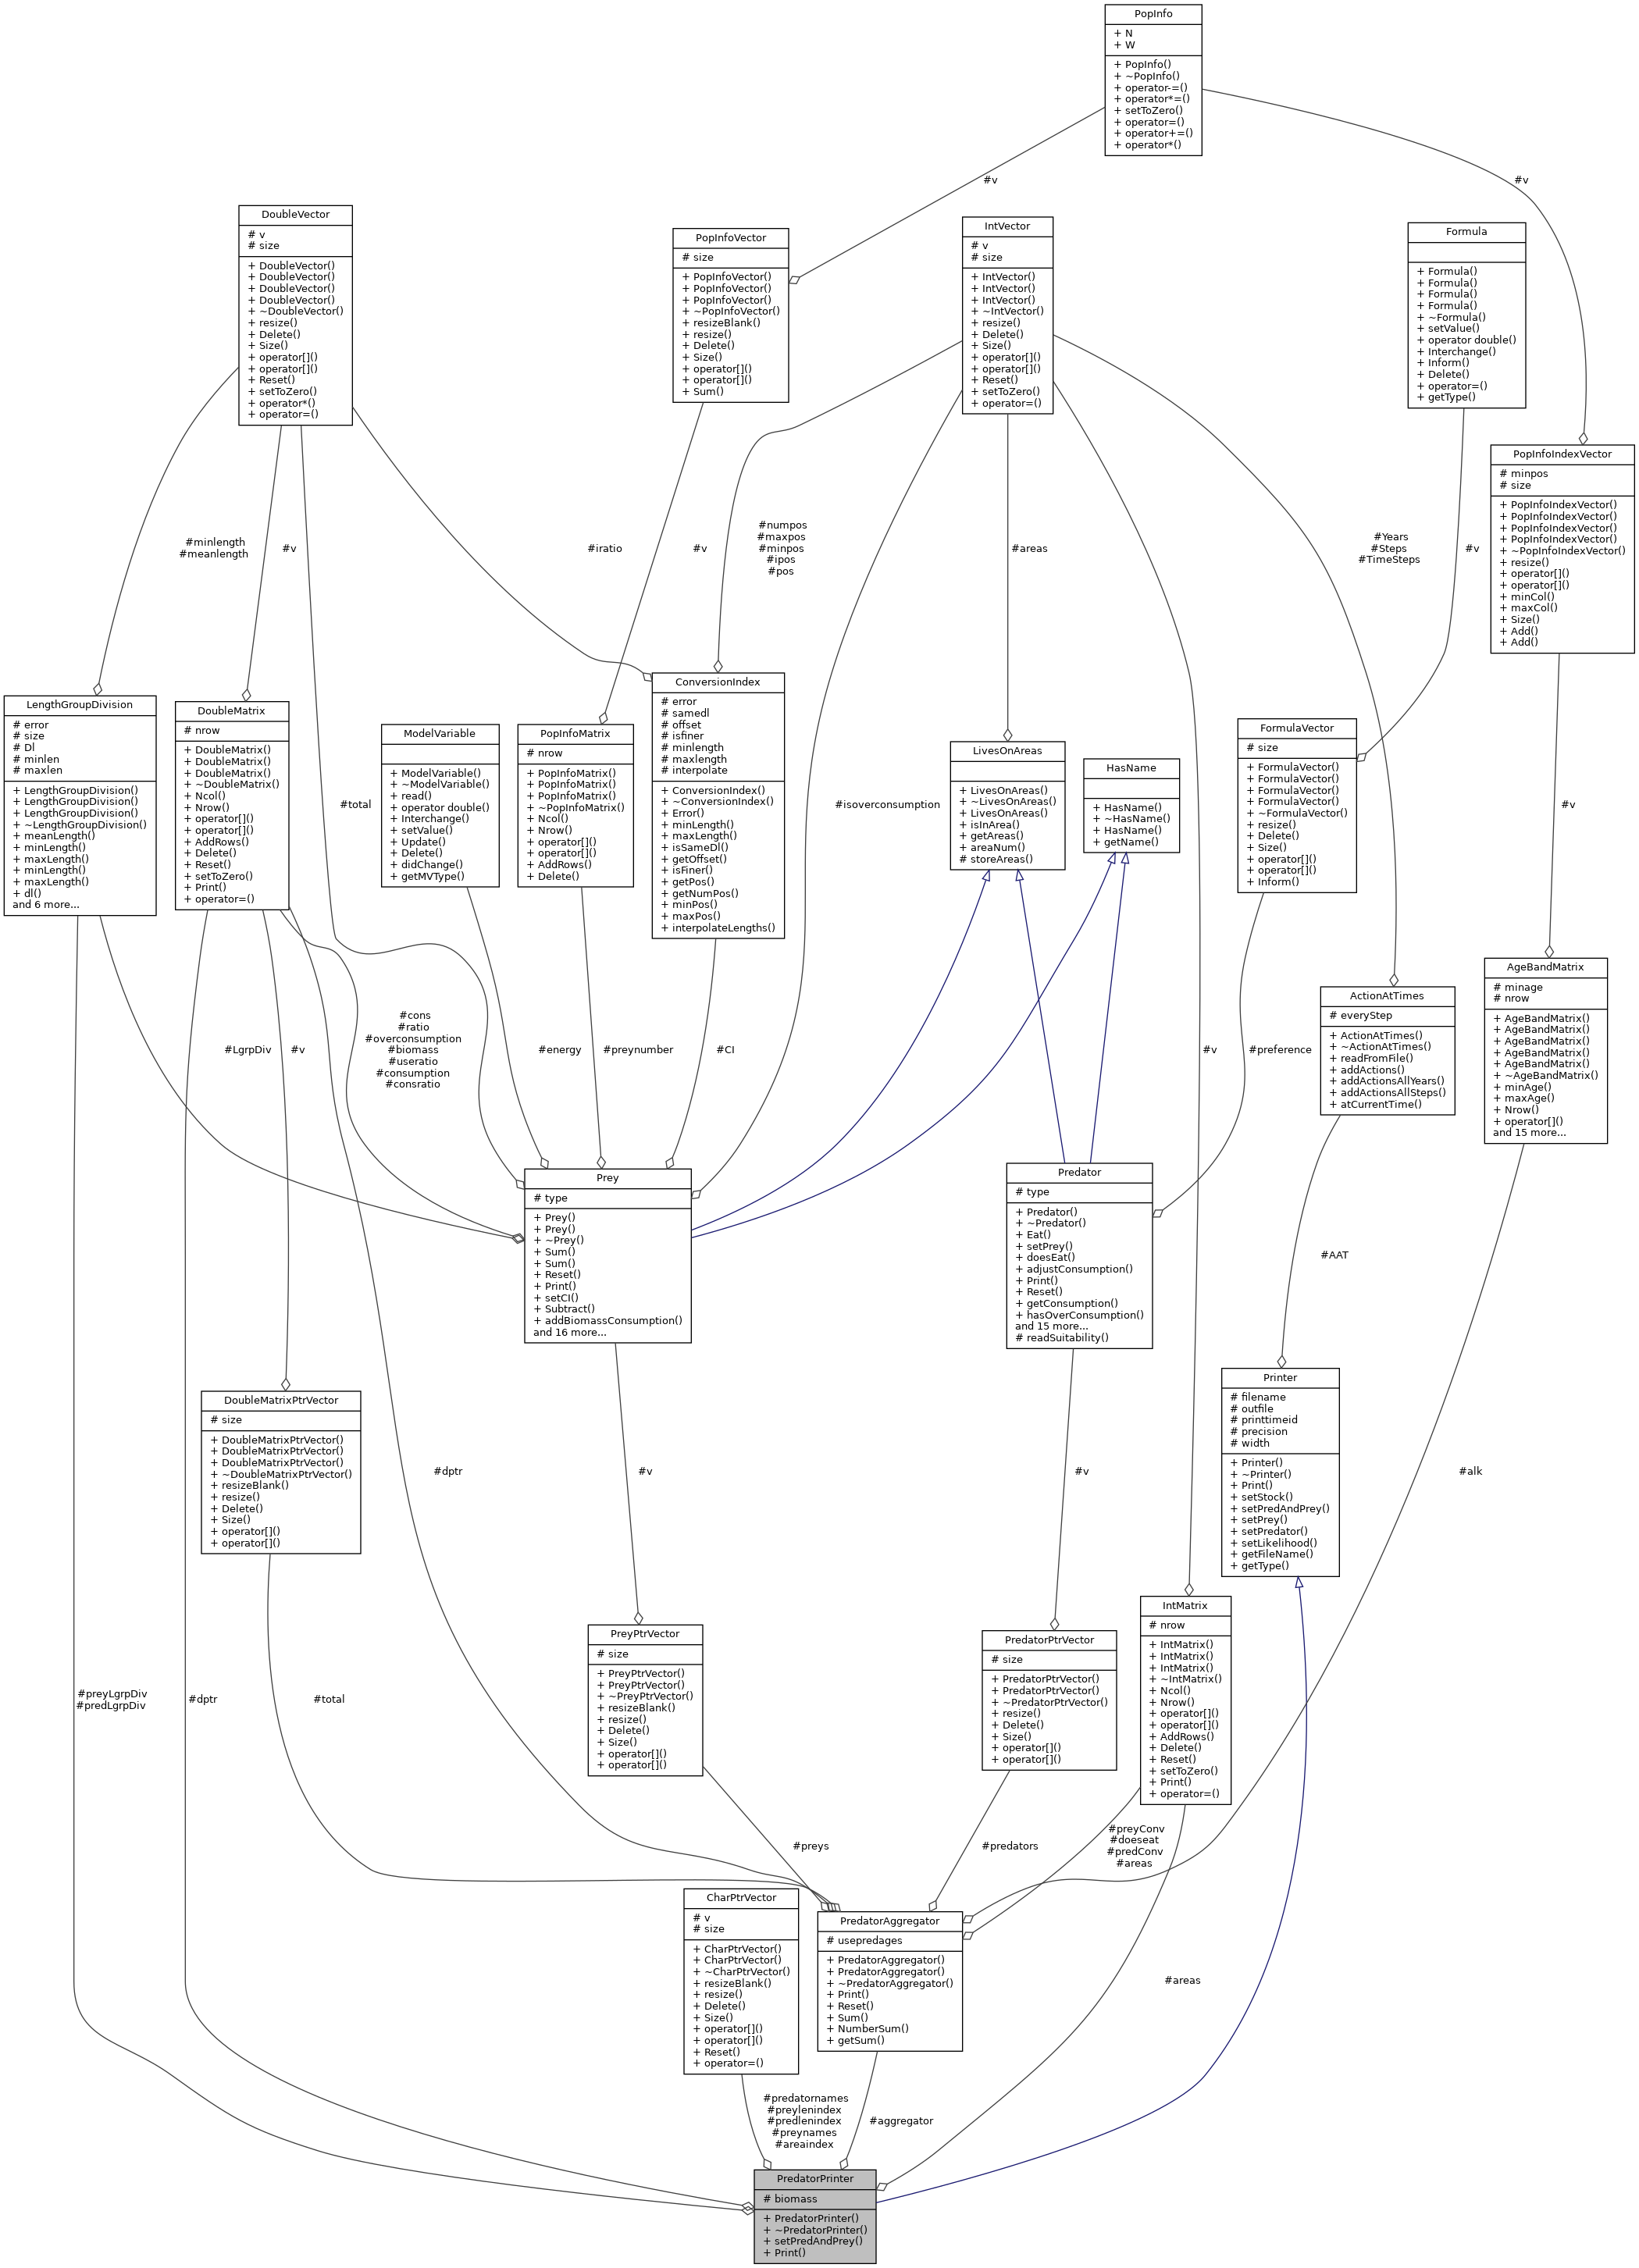 PopInfo
+ N
+ W
+ PopInfo()
+ ~PopInfo()
+ operator-=()
+ operator*=()
+ setToZero()
+ operator=()
+ operator+=()
+ operator*()
#v
#v
DoubleVector
# v
# size
+ DoubleVector()
+ DoubleVector()
+ DoubleVector()
+ DoubleVector()
+ ~DoubleVector()
+ resize()
+ Delete()
+ Size()
+ operator[]()
+ operator[]()
+ Reset()
+ setToZero()
+ operator*()
+ operator=()
PopInfoVector
# size
+ PopInfoVector()
+ PopInfoVector()
+ PopInfoVector()
+ ~PopInfoVector()
+ resizeBlank()
+ resize()
+ Delete()
+ Size()
+ operator[]()
+ operator[]()
+ Sum()
IntVector
# v
# size
+ IntVector()
+ IntVector()
+ IntVector()
+ ~IntVector()
+ resize()
+ Delete()
+ Size()
+ operator[]()
+ operator[]()
+ Reset()
+ setToZero()
+ operator=()
Formula
+ Formula()
+ Formula()
+ Formula()
+ Formula()
+ ~Formula()
+ setValue()
+ operator double()
+ Interchange()
+ Inform()
+ Delete()
+ operator=()
+ getType()
PopInfoIndexVector
# minpos
# size
+ PopInfoIndexVector()
+ PopInfoIndexVector()
+ PopInfoIndexVector()
+ PopInfoIndexVector()
+ ~PopInfoIndexVector()
+ resize()
+ operator[]()
+ operator[]()
+ minCol()
+ maxCol()
+ Size()
+ Add()
+ Add()
#minlength
#meanlength
#v
#iratio
#v
#numpos
#maxpos
#minpos
#ipos
#pos
#areas
#Years
#Steps
#TimeSteps
#v
LengthGroupDivision
# error
# size
# Dl
# minlen
# maxlen
+ LengthGroupDivision()
+ LengthGroupDivision()
+ LengthGroupDivision()
+ ~LengthGroupDivision()
+ meanLength()
+ minLength()
+ maxLength()
+ minLength()
+ maxLength()
+ dl()
and 6 more...
DoubleMatrix
# nrow
+ DoubleMatrix()
+ DoubleMatrix()
+ DoubleMatrix()
+ ~DoubleMatrix()
+ Ncol()
+ Nrow()
+ operator[]()
+ operator[]()
+ AddRows()
+ Delete()
+ Reset()
+ setToZero()
+ Print()
+ operator=()
#total
ModelVariable
+ ModelVariable()
+ ~ModelVariable()
+ read()
+ operator double()
+ Interchange()
+ setValue()
+ Update()
+ Delete()
+ didChange()
+ getMVType()
PopInfoMatrix
# nrow
+ PopInfoMatrix()
+ PopInfoMatrix()
+ PopInfoMatrix()
+ ~PopInfoMatrix()
+ Ncol()
+ Nrow()
+ operator[]()
+ operator[]()
+ AddRows()
+ Delete()
ConversionIndex
# error
# samedl
# offset
# isfiner
# minlength
# maxlength
# interpolate
+ ConversionIndex()
+ ~ConversionIndex()
+ Error()
+ minLength()
+ maxLength()
+ isSameDl()
+ getOffset()
+ isFiner()
+ getPos()
+ getNumPos()
+ minPos()
+ maxPos()
+ interpolateLengths()
#isoverconsumption
LivesOnAreas
+ LivesOnAreas()
+ ~LivesOnAreas()
+ LivesOnAreas()
+ isInArea()
+ getAreas()
+ areaNum()
# storeAreas()
HasName
+ HasName()
+ ~HasName()
+ HasName()
+ getName()
FormulaVector
# size
+ FormulaVector()
+ FormulaVector()
+ FormulaVector()
+ FormulaVector()
+ ~FormulaVector()
+ resize()
+ Delete()
+ Size()
+ operator[]()
+ operator[]()
+ Inform()
#v
ActionAtTimes
# everyStep
+ ActionAtTimes()
+ ~ActionAtTimes()
+ readFromFile()
+ addActions()
+ addActionsAllYears()
+ addActionsAllSteps()
+ atCurrentTime()
AgeBandMatrix
# minage
# nrow
+ AgeBandMatrix()
+ AgeBandMatrix()
+ AgeBandMatrix()
+ AgeBandMatrix()
+ AgeBandMatrix()
+ ~AgeBandMatrix()
+ minAge()
+ maxAge()
+ Nrow()
+ operator[]()
and 15 more...
#LgrpDiv
#v
#cons
#ratio
#overconsumption
#biomass
#useratio
#consumption
#consratio
#energy
#preynumber
#CI
#v
#preference
Prey
# type
+ Prey()
+ Prey()
+ ~Prey()
+ Sum()
+ Sum()
+ Reset()
+ Print()
+ setCI()
+ Subtract()
+ addBiomassConsumption()
and 16 more...
Predator
# type
+ Predator()
+ ~Predator()
+ Eat()
+ setPrey()
+ doesEat()
+ adjustConsumption()
+ Print()
+ Reset()
+ getConsumption()
+ hasOverConsumption()
and 15 more...
# readSuitability()
#AAT
DoubleMatrixPtrVector
# size
+ DoubleMatrixPtrVector()
+ DoubleMatrixPtrVector()
+ DoubleMatrixPtrVector()
+ ~DoubleMatrixPtrVector()
+ resizeBlank()
+ resize()
+ Delete()
+ Size()
+ operator[]()
+ operator[]()
#dptr
#v
#v
Printer
# filename
# outfile
# printtimeid
# precision
# width
+ Printer()
+ ~Printer()
+ Print()
+ setStock()
+ setPredAndPrey()
+ setPrey()
+ setPredator()
+ setLikelihood()
+ getFileName()
+ getType()
#alk
#preyLgrpDiv
#predLgrpDiv
#dptr
#total
PreyPtrVector
# size
+ PreyPtrVector()
+ PreyPtrVector()
+ ~PreyPtrVector()
+ resizeBlank()
+ resize()
+ Delete()
+ Size()
+ operator[]()
+ operator[]()
PredatorPtrVector
# size
+ PredatorPtrVector()
+ PredatorPtrVector()
+ ~PredatorPtrVector()
+ resize()
+ Delete()
+ Size()
+ operator[]()
+ operator[]()
IntMatrix
# nrow
+ IntMatrix()
+ IntMatrix()
+ IntMatrix()
+ ~IntMatrix()
+ Ncol()
+ Nrow()
+ operator[]()
+ operator[]()
+ AddRows()
+ Delete()
+ Reset()
+ setToZero()
+ Print()
+ operator=()
#preys
#predators
#preyConv
#doeseat
#predConv
#areas
CharPtrVector
# v
# size
+ CharPtrVector()
+ CharPtrVector()
+ ~CharPtrVector()
+ resizeBlank()
+ resize()
+ Delete()
+ Size()
+ operator[]()
+ operator[]()
+ Reset()
+ operator=()
PredatorAggregator
# usepredages
+ PredatorAggregator()
+ PredatorAggregator()
+ ~PredatorAggregator()
+ Print()
+ Reset()
+ Sum()
+ NumberSum()
+ getSum()
#areas
#predatornames
#preylenindex
#predlenindex
#preynames
#areaindex
#aggregator
PredatorPrinter
# biomass
+ PredatorPrinter()
+ ~PredatorPrinter()
+ setPredAndPrey()
+ Print()